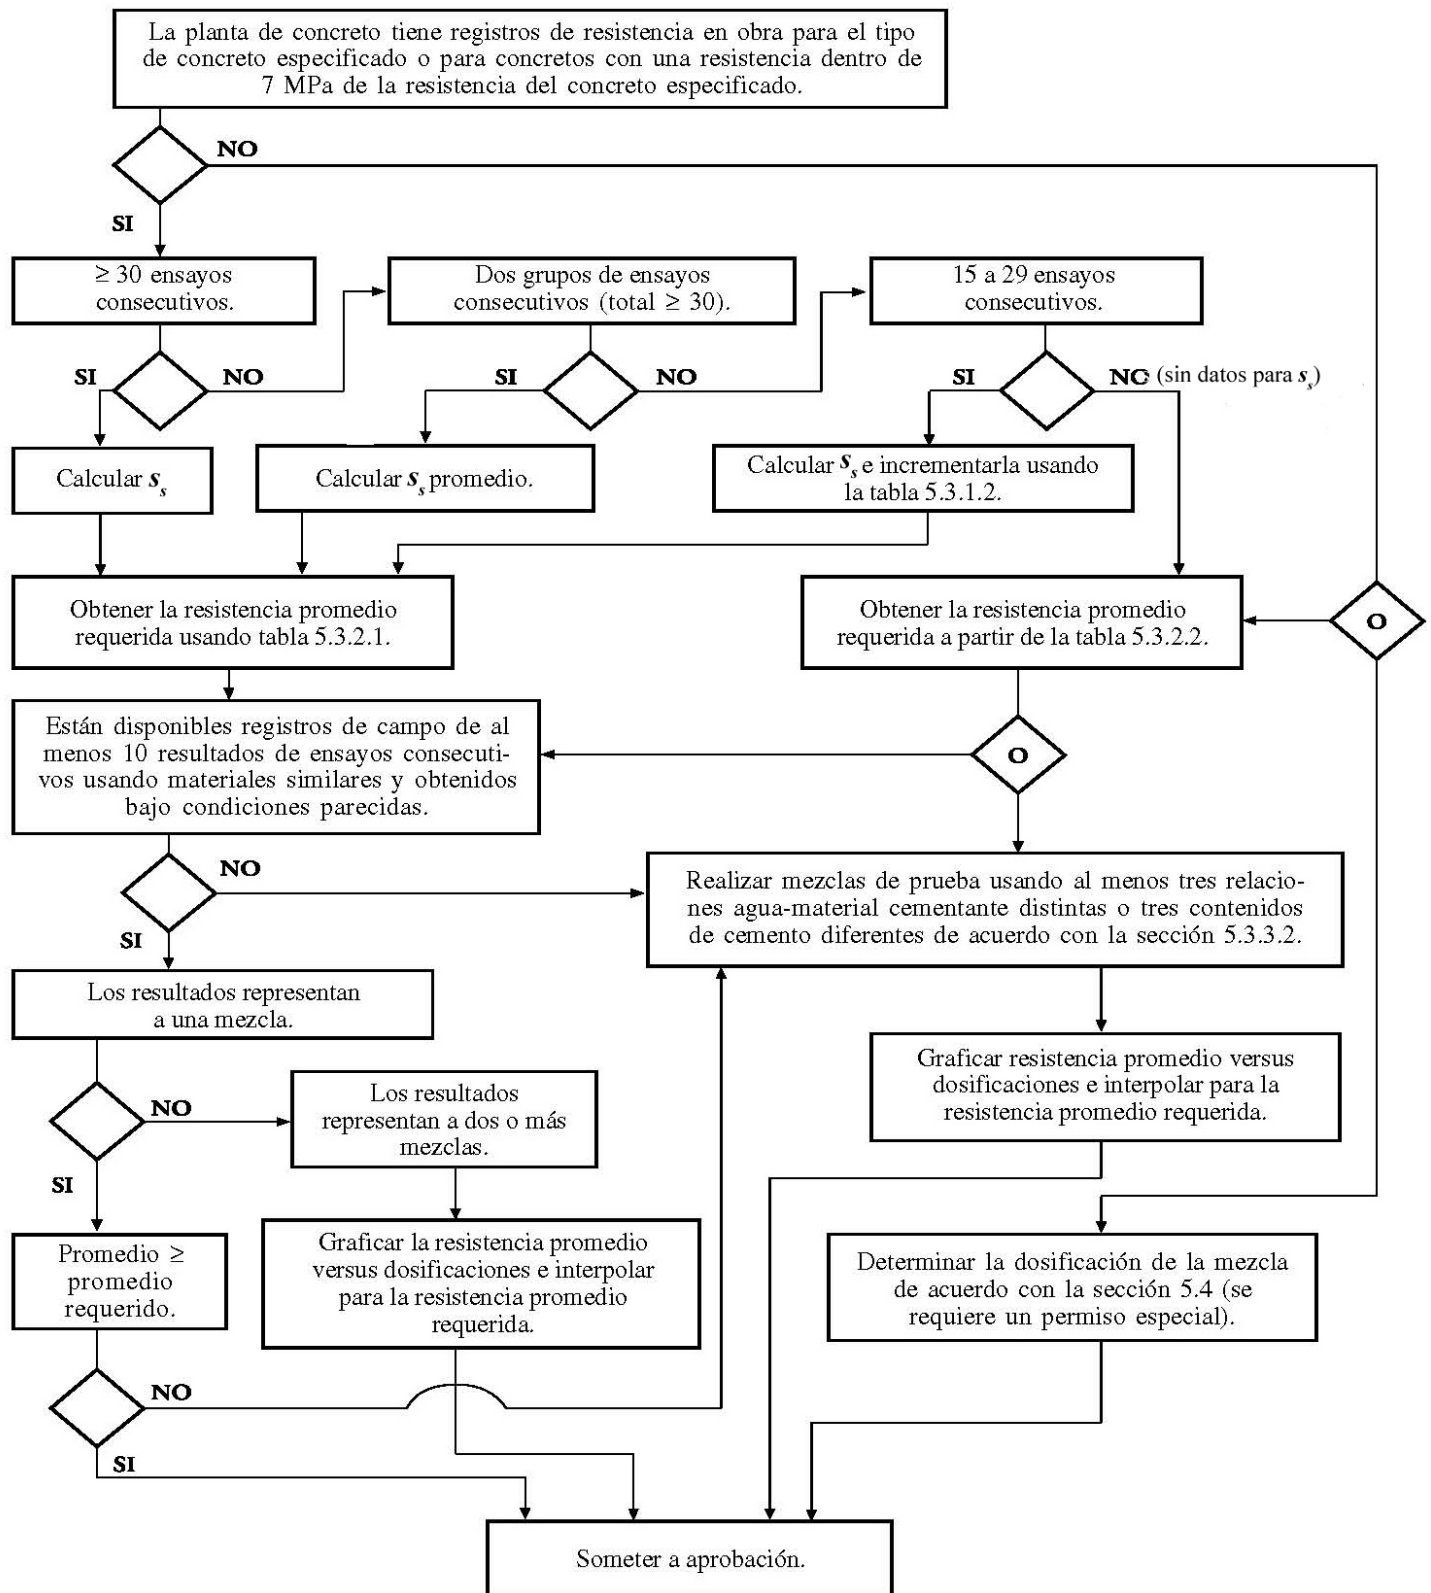 La planta de concreto tiene registros de resistencia en obra para el tipo
de concreto especificado o para concretos con una resistencia dentro de
7 MPa de la resistencia del concreto especificado.
NO
SI
≥ 30 ensayos
consecutivos.
Dos grupos de ensayos
consecutivos (total ≥ 30).
15 a 29 ensayos
consecutivos.
SI
NO
SI
NO
SI
NO (sin datos para s_s)
Calcular s_s
Calcular s_s promedio.
Calcular s_s e incrementarla usando
la tabla 5.3.1.2.
Obtener la resistencia promedio
requerida usando tabla 5.3.2.1.
Obtener la resistencia promedio
requerida a partir de la tabla 5.3.2.2.
O
Están disponibles registros de campo de al
menos 10 resultados de ensayos consecuti-
vos usando materiales similares y obtenidos
bajo condiciones parecidas.
O
NO
SI
Realizar mezclas de prueba usando al menos tres relacio-
nes agua-material cementante distintas o tres contenidos
de cemento diferentes de acuerdo con la sección 5.3.3.2.
Los resultados representan
a una mezcla.
Graficar resistencia promedio versus
dosificaciones e interpolar para la
resistencia promedio requerida.
NO
SI
Los resultados
representan a dos o más
mezclas.
Promedio ≥
promedio
requerido.
Graficar la resistencia promedio
versus dosificaciones e interpolar
para la resistencia promedio
requerida.
Determinar la dosificación de la mezcla
de acuerdo con la sección 5.4 (se
requiere un permiso especial).
NO
SI
Someter a aprobación.